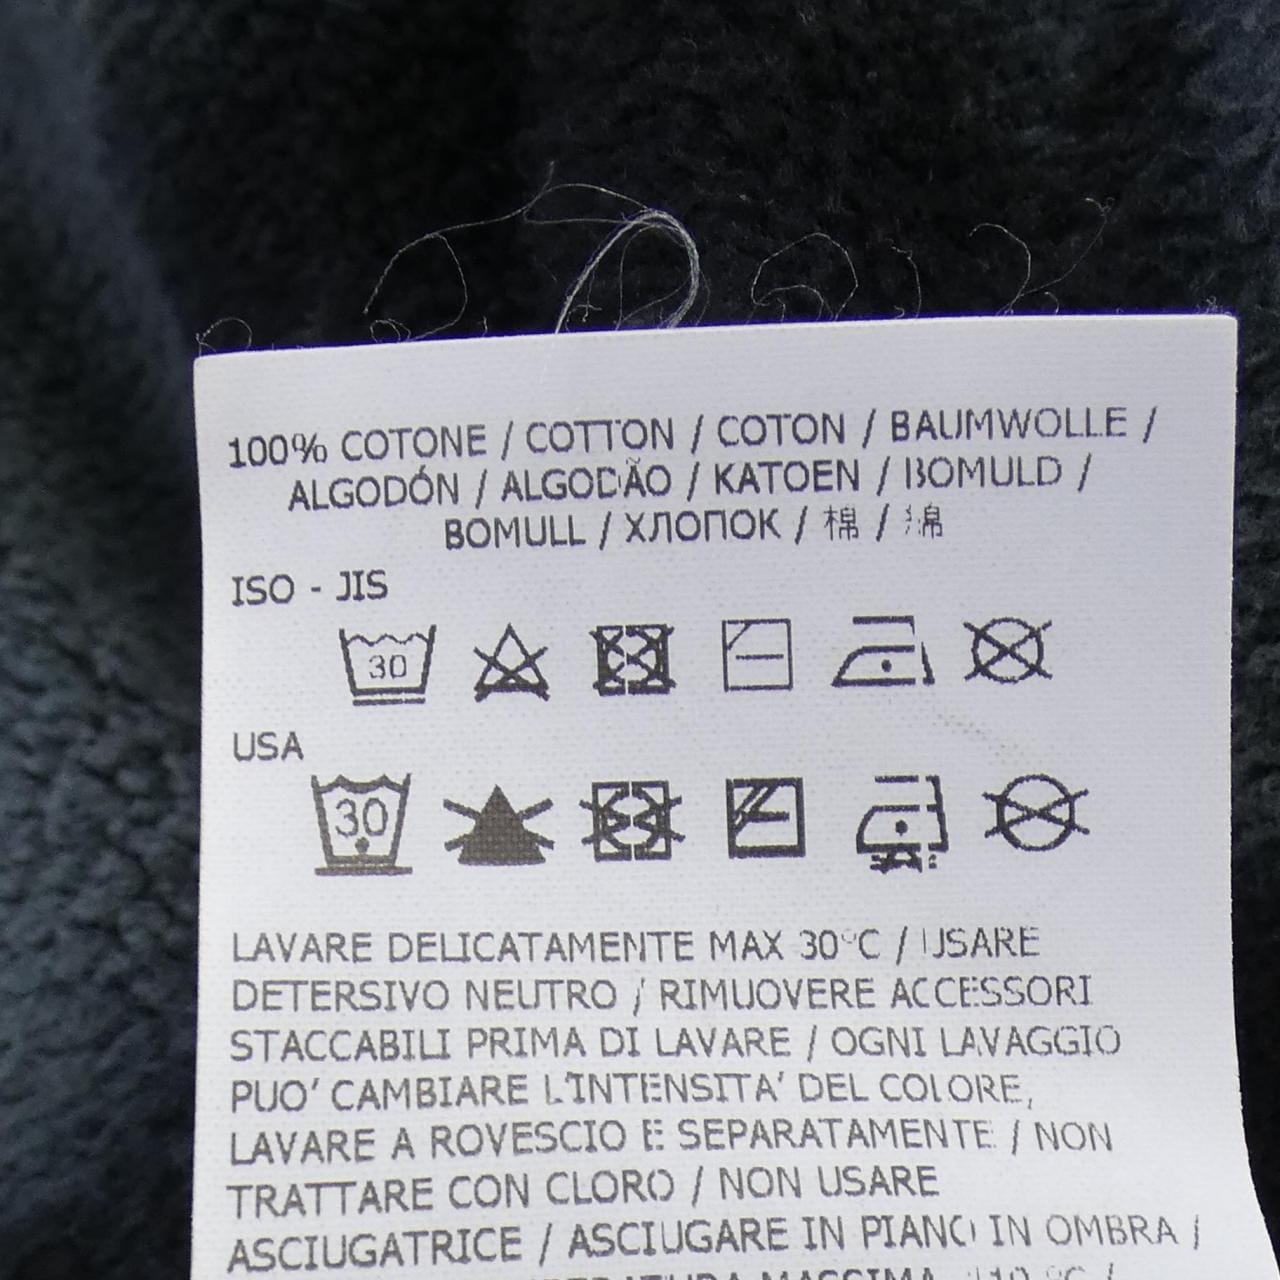 100% COTONE / COTTON / COTON / BAUMWOLLE /
ALGODÓN / ALGODÃO / KATOEN / BOMULD /
BOMULL / ХЛОПОК / 棉 / 綿
ISO - JIS
30
USA
30
LAVARE DELICATAMENTE MAX 30°C / USARE
DETERSIVO NEUTRO / RIMUOVERE ACCESSORI
STACCABILI PRIMA DI LAVARE / OGNI LAVAGGIO
PUO' CAMBIARE L'INTENSITA' DEL COLORE,
LAVARE A ROVESCIO E SEPARATAMENTE / NON
TRATTARE CON CLORO / NON USARE
ASCIUGATRICE / ASCIUGARE IN PIANO IN OMBRA /
MASSIMA 110 °C /